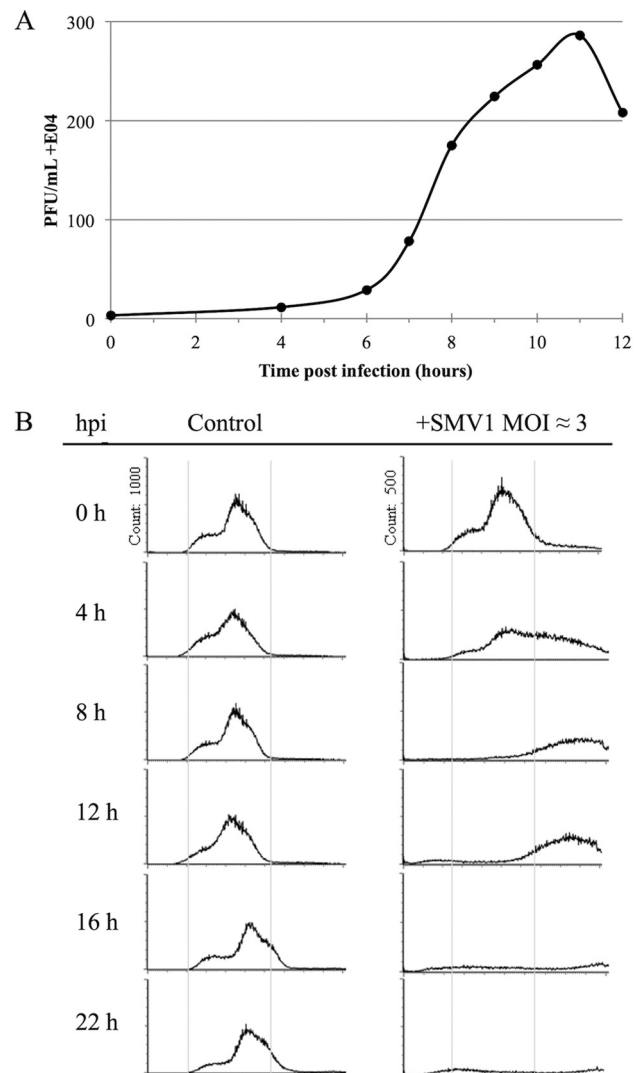 A
PFU/mL +E04
300
200
100
0
0 2 4 6 8 10 12
Time post infection (hours)
B hpi Control +SMV1 MOI ≈ 3
0 h Count: 1000 Count: 500
4 h
8 h
12 h
16 h
22 h